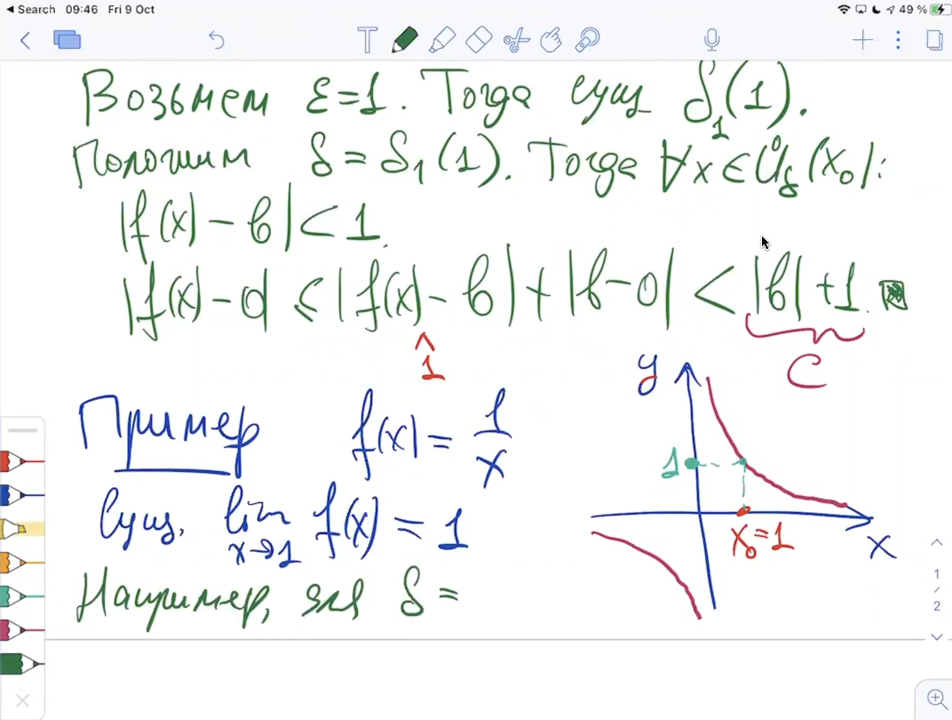 Search 09:46 Fri 9 Oct 49 %
Возьмем ε=1. Тогда сущ δ₁(1).
Положим δ = δ₁(1). Тогда ∀x ∈ Ů_δ(x₀):
|f(x) − b| < 1.
|f(x) − 0| ≤ |f(x) − b| + |b − 0| < |b| + 1.
^
1
C
Пример f(x) = 1/x
Сущ. lim x→1 f(x) = 1
Например, для δ =
y
1
x₀ = 1
x
1
/
2